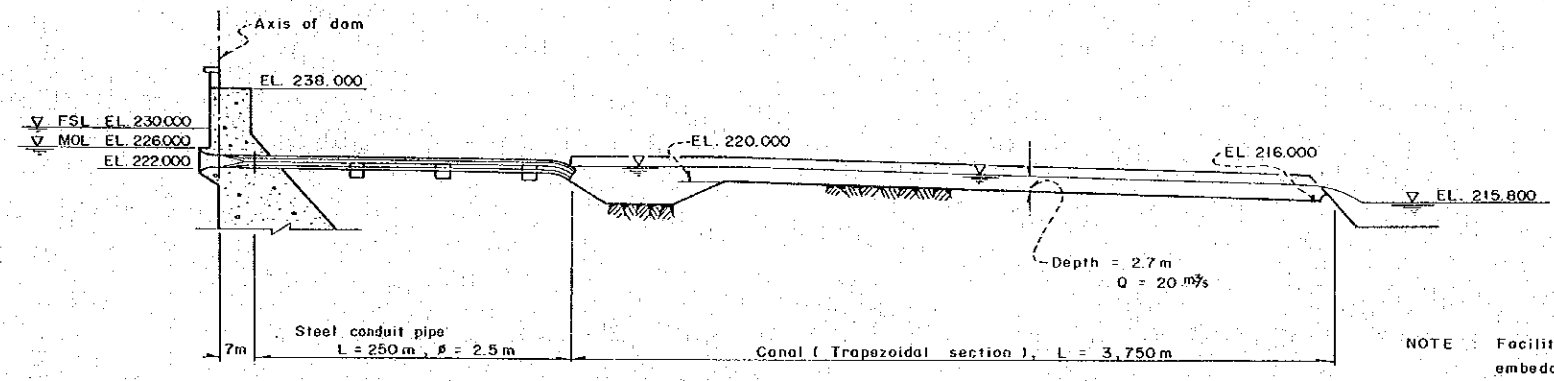 Axis of dam
EL. 238.000
FSL EL. 230.000
MOL EL. 226.000
EL. 222.000
EL. 220.000
EL. 216.000
EL. 215.800
Depth = 2.7 m
Q = 20 m³/s
7m
Steel conduit pipe
L = 250 m, ø = 2.5 m
Canal ( Trapezoidal section ), L = 3,750 m
NOTE : Facilit
embedd